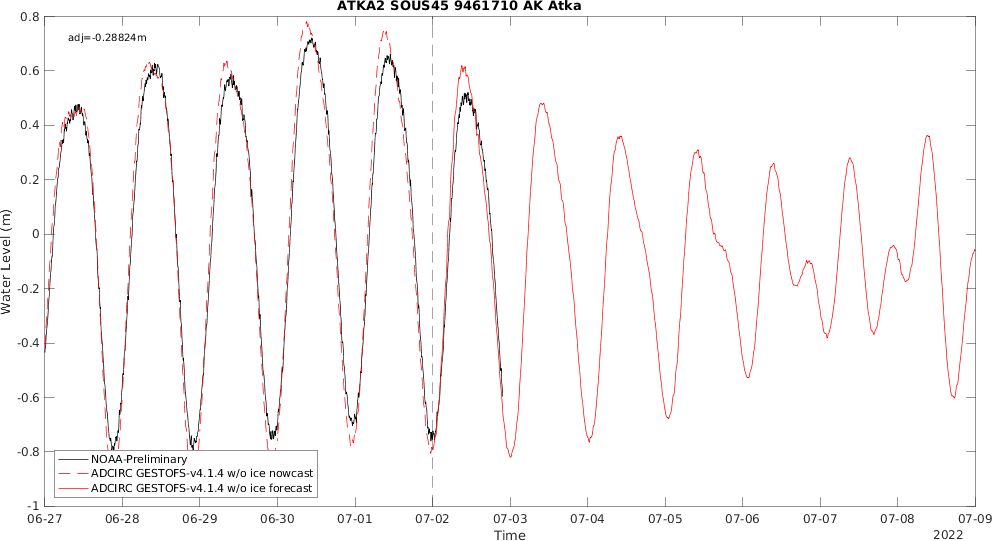 ATKA2 SOUS45 9461710 AK Atka
adj=-0.28824m
0.8
0.6
0.4
0.2
0
-0.2
-0.4
-0.6
-0.8
-1
Water Level (m)
NOAA-Preliminary
ADCIRC GESTOFS-v4.1.4 w/o ice nowcast
ADCIRC GESTOFS-v4.1.4 w/o ice forecast
06-27 06-28 06-29 06-30 07-01 07-02 07-03 07-04 07-05 07-06 07-07 07-08 07-09
Time
2022